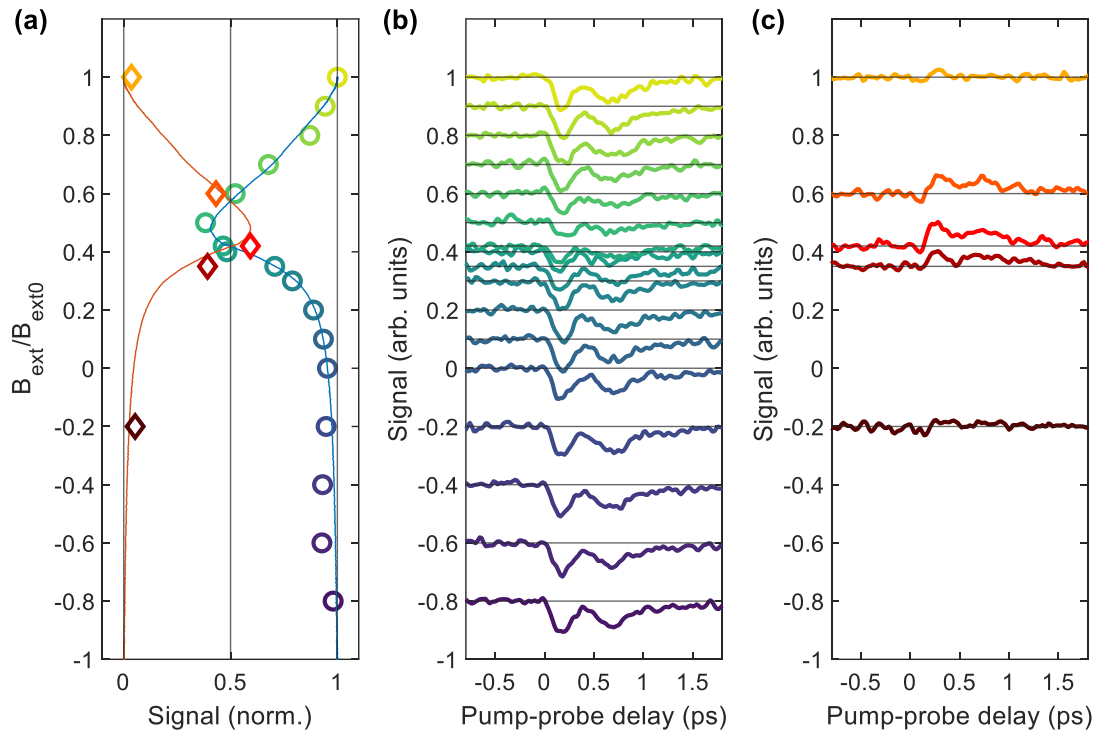 (a)
1
0.8
0.6
0.4
0.2
0
-0.2
-0.4
-0.6
-0.8
-1
B_ext/B_ext0
0 0.5 1
Signal (norm.)
(b)
1
0.8
0.6
0.4
0.2
0
-0.2
-0.4
-0.6
-0.8
-1
Signal (arb. units)
-0.5 0 0.5 1 1.5
Pump-probe delay (ps)
(c)
1
0.8
0.6
0.4
0.2
0
-0.2
-0.4
-0.6
-0.8
-1
Signal (arb. units)
-0.5 0 0.5 1 1.5
Pump-probe delay (ps)